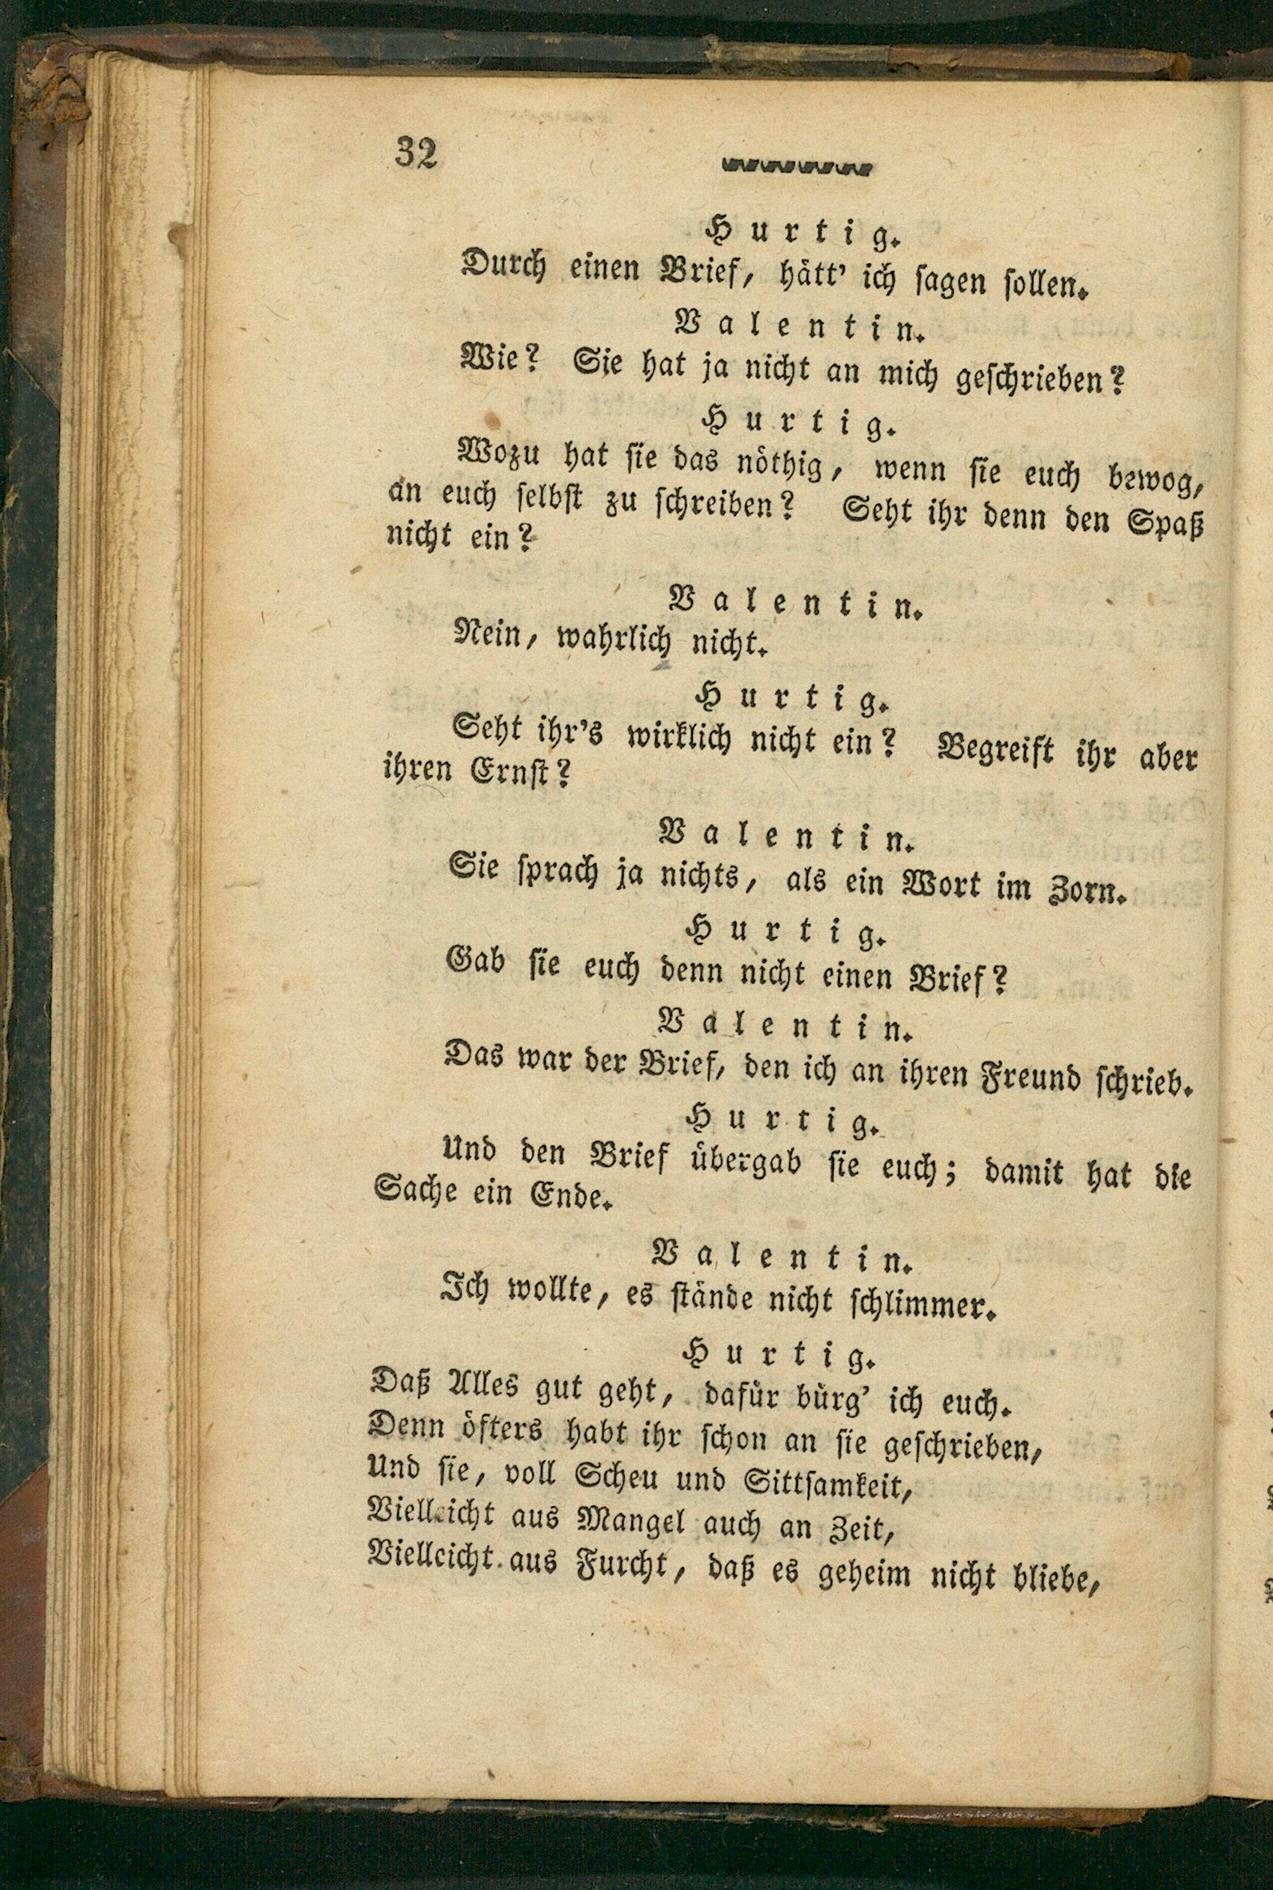 32
Hurtig.
Durch einen Brief, hätt' ich sagen sollen.
Valentin.
Wie? Sie hat ja nicht an mich geschrieben?
Hurtig.
Wozu hat sie das nöthig, wenn sie euch bewog,
an euch selbst zu schreiben? Seht ihr denn den Spaß
nicht ein?
Valentin.
Nein, wahrlich nicht.
Hurtig.
Seht ihr's wirklich nicht ein? Begreift ihr aber
ihren Ernst?
Valentin.
Sie sprach ja nichts, als ein Wort im Zorn.
Hurtig.
Gab sie euch denn nicht einen Brief?
Valentin.
Das war der Brief, den ich an ihren Freund schrieb.
Hurtig.
Und den Brief übergab sie euch; damit hat die
Sache ein Ende.
Valentin.
Ich wollte, es stände nicht schlimmer.
Hurtig.
Daß Alles gut geht, dafür bürg' ich euch.
Denn öfters habt ihr schon an sie geschrieben,
Und sie, voll Scheu und Sittsamkeit,
Vielleicht aus Mangel auch an Zeit,
Vielleicht aus Furcht, daß es geheim nicht bliebe,